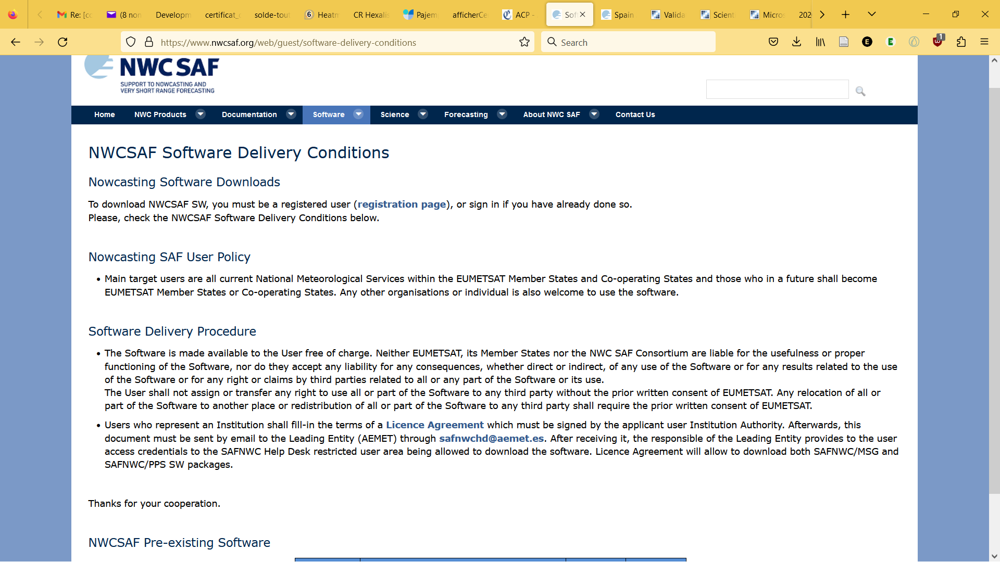 Re: [cc
(8 non
Developm
certificat_c
solde-tout
6
Heatm
CR Hexalis
Pajem
afficherCe
ACP -
Soft
Spain
Valida
Scient
Micros
202
https://www.nwcsaf.org/web/guest/software-delivery-conditions
Search
E
E
1
NWC SAF
SUPPORT TO NOWCASTING AND
VERY SHORT RANGE FORECASTING
Home
NWC Products
Documentation
Software
Science
Forecasting
About NWC SAF
Contact Us
NWCSAF Software Delivery Conditions
Nowcasting Software Downloads
To download NWCSAF SW, you must be a registered user (registration page), or sign in if you have already done so.
Please, check the NWCSAF Software Delivery Conditions below.
Nowcasting SAF User Policy
• Main target users are all current National Meteorological Services within the EUMETSAT Member States and Co-operating States and those who in a future shall become
EUMETSAT Member States or Co-operating States. Any other organisations or individual is also welcome to use the software.
Software Delivery Procedure
• The Software is made available to the User free of charge. Neither EUMETSAT, its Member States nor the NWC SAF Consortium are liable for the usefulness or proper
functioning of the Software, nor do they accept any liability for any consequences, whether direct or indirect, of any use of the Software or for any results related to the use
of the Software or for any right or claims by third parties related to all or any part of the Software or its use.
The User shall not assign or transfer any right to use all or part of the Software to any third party without the prior written consent of EUMETSAT. Any relocation of all or
part of the Software to another place or redistribution of all or part of the Software to any third party shall require the prior written consent of EUMETSAT.
• Users who represent an Institution shall fill-in the terms of a Licence Agreement which must be signed by the applicant user Institution Authority. Afterwards, this
document must be sent by email to the Leading Entity (AEMET) through safnwchd@aemet.es. After receiving it, the responsible of the Leading Entity provides to the user
access credentials to the SAFNWC Help Desk restricted user area being allowed to download the software. Licence Agreement will allow to download both SAFNWC/MSG and
SAFNWC/PPS SW packages.
Thanks for your cooperation.
NWCSAF Pre-existing Software